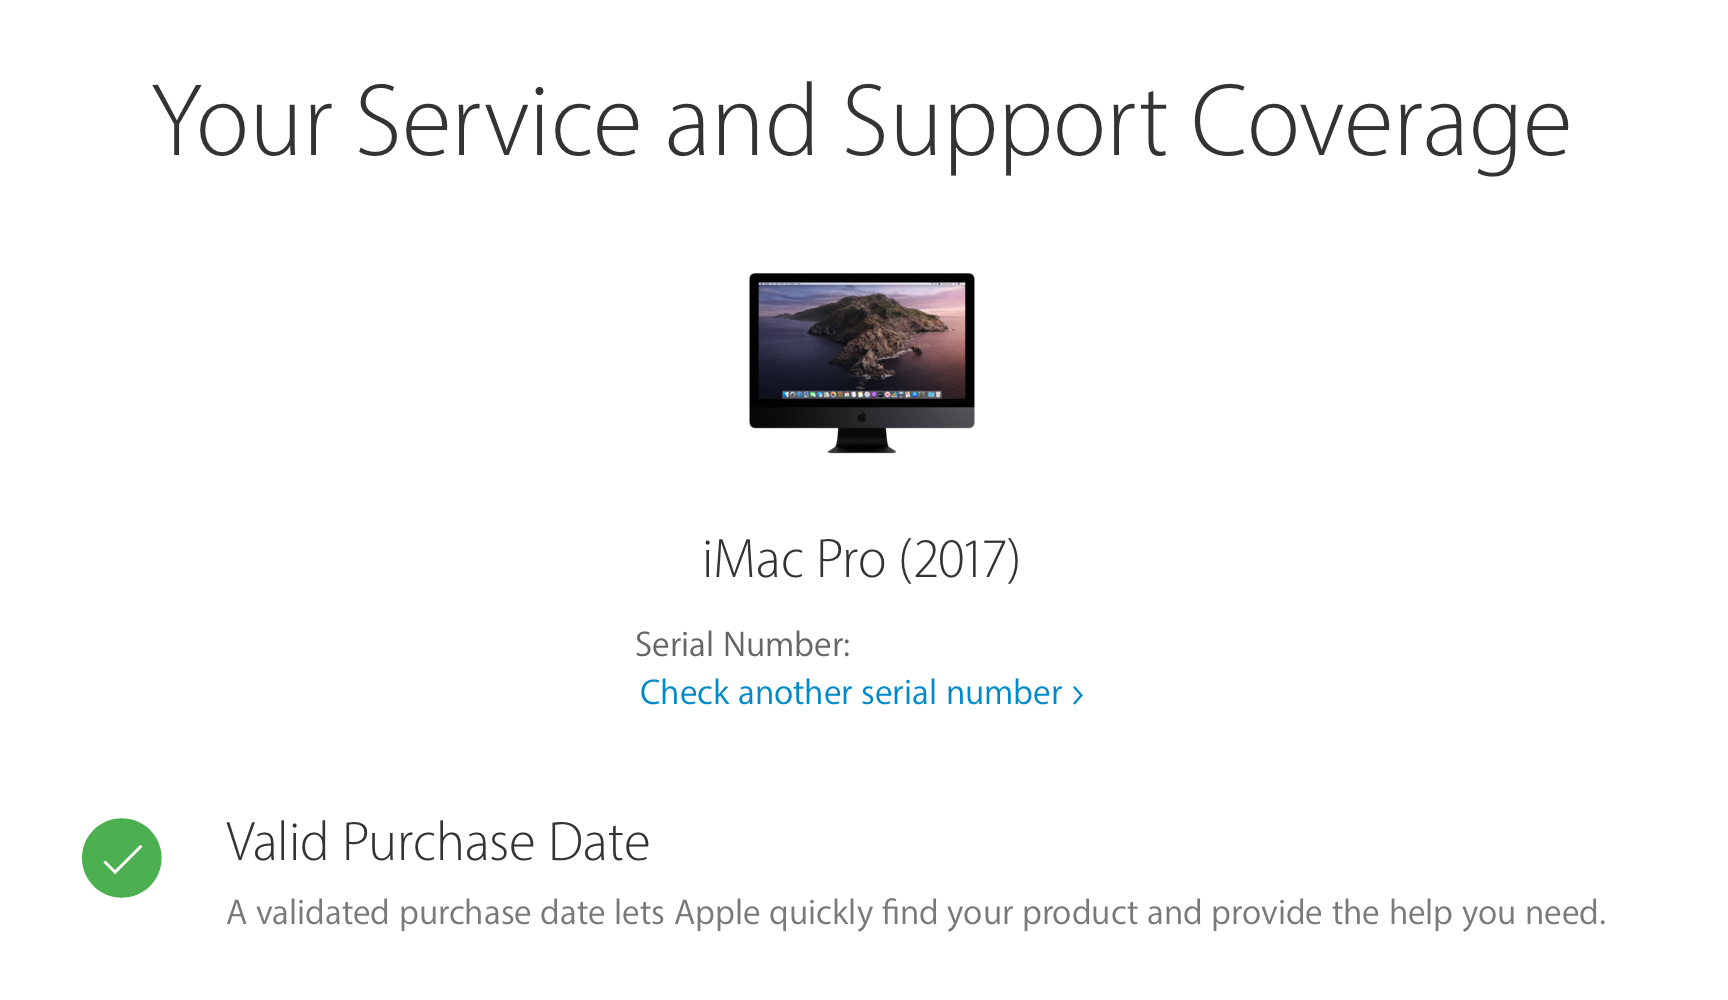 Your Service and Support Coverage
iMac Pro (2017)
Serial Number:
Check another serial number ›
Valid Purchase Date
A validated purchase date lets Apple quickly find your product and provide the help you need.